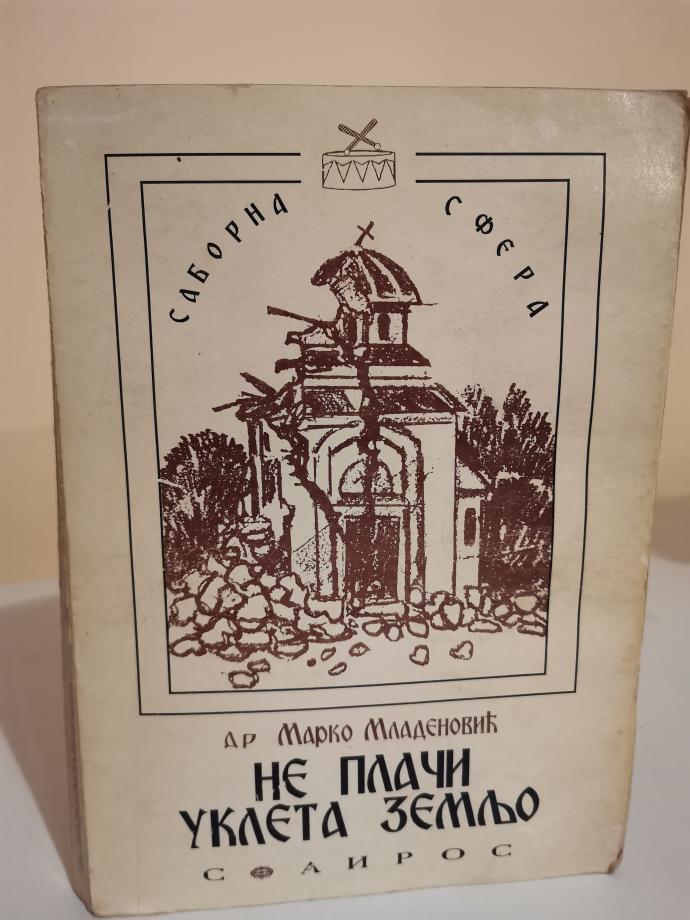 САБОРНА СФЕРА
ДР МАРКО МЛАДЕНОВИЋ
НЕ ПЛАЧИ
УКЛЕТА ЗЕМЉО
СФАИРОС